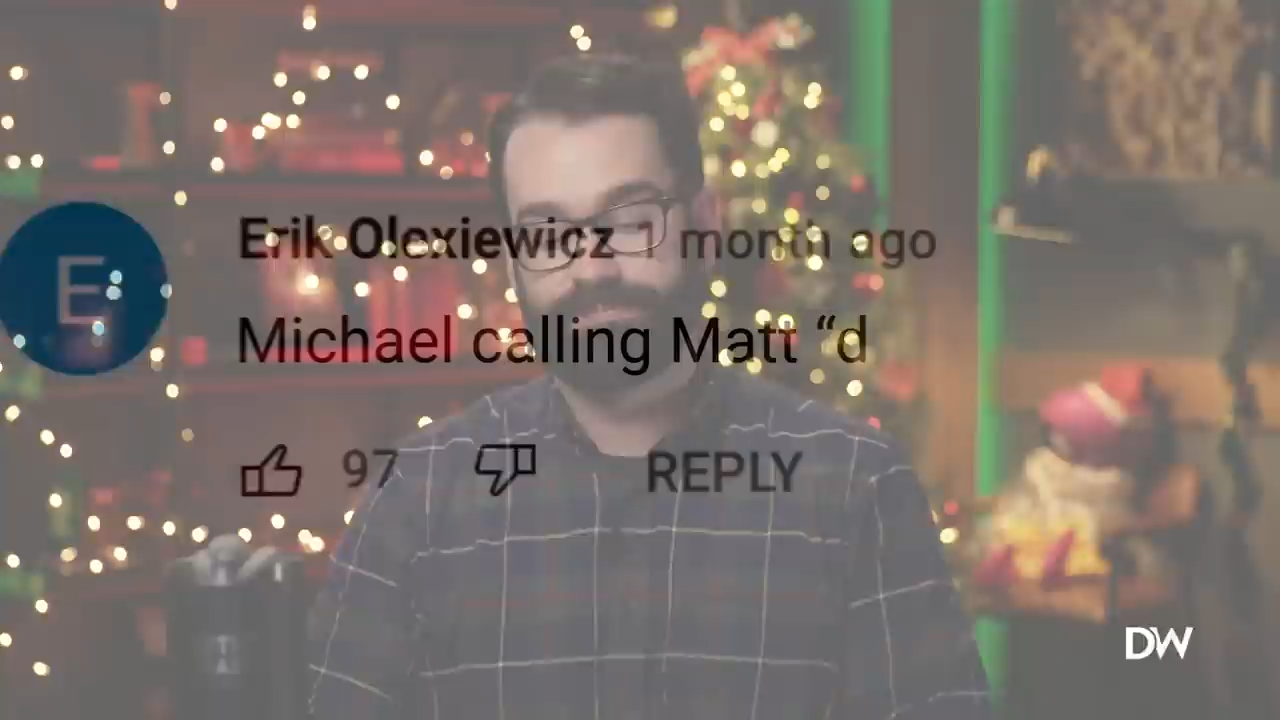 E
Erik Olexiewicz 1 month ago
Michael calling Matt “d
97
REPLY
DW